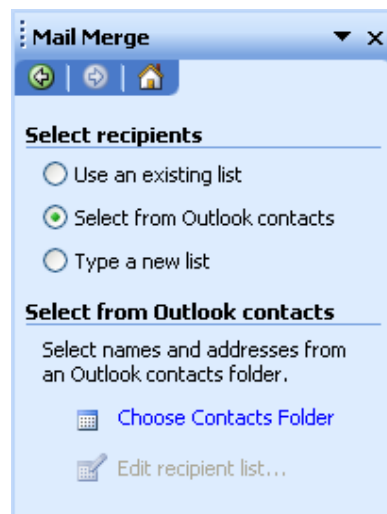 Mail Merge
Select recipients
Use an existing list
Select from Outlook contacts
Type a new list
Select from Outlook contacts
Select names and addresses from
an Outlook contacts folder.
Choose Contacts Folder
Edit recipient list...